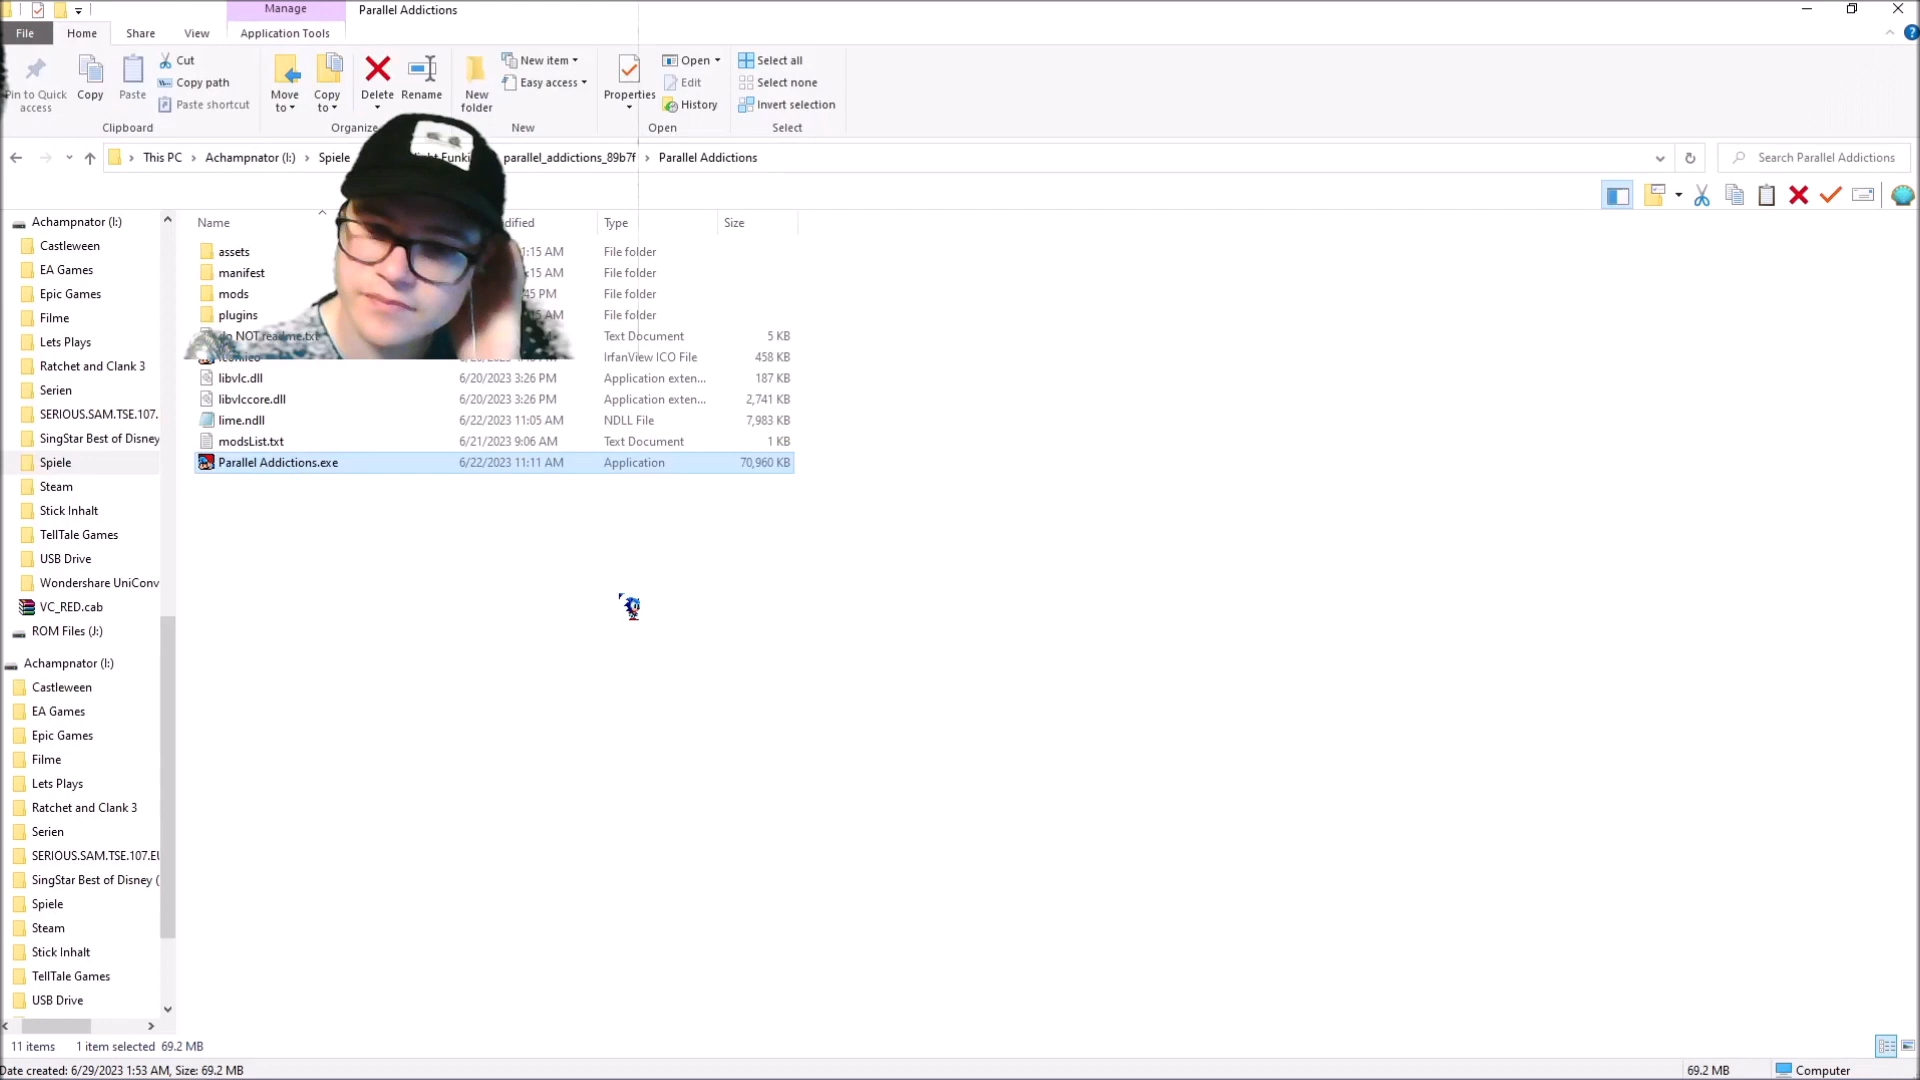 Manage
Parallel Addictions
File
Home
Share
View
Application Tools
Pin to Quick access
Copy
Paste
Cut
Copy path
Paste shortcut
Clipboard
Move to
Copy to
Delete
Rename
Organize
New folder
New item
Easy access
New
Properties
Open
Edit
History
Open
Select all
Select none
Invert selection
Select
This PC
Achampnator (I:)
Spiele
parallel_addictions_89b7f
Parallel Addictions
Search Parallel Addictions
Name
Type
Size
assets
File folder
manifest
File folder
mods
File folder
plugins
File folder
NOT readme.txt
Text Document
5 KB
IrfanView ICO File
458 KB
libvlc.dll
6/20/2023 3:26 PM
Application exten...
187 KB
libvlccore.dll
6/20/2023 3:26 PM
Application exten...
2,741 KB
lime.ndll
6/22/2023 11:05 AM
NDLL File
7,983 KB
modsList.txt
6/21/2023 9:06 AM
Text Document
1 KB
Parallel Addictions.exe
6/22/2023 11:11 AM
Application
70,960 KB
Achampnator (I:)
Castleween
EA Games
Epic Games
Filme
Lets Plays
Ratchet and Clank 3
Serien
SERIOUS.SAM.TSE.107.
SingStar Best of Disney
Spiele
Steam
Stick Inhalt
TellTale Games
USB Drive
Wondershare UniConv
VC_RED.cab
ROM Files (J:)
Achampnator (I:)
Castleween
EA Games
Epic Games
Filme
Lets Plays
Ratchet and Clank 3
Serien
SERIOUS.SAM.TSE.107.EU
SingStar Best of Disney (
Spiele
Steam
Stick Inhalt
TellTale Games
USB Drive
11 items
1 item selected 69.2 MB
Date created: 6/29/2023 1:53 AM, Size: 69.2 MB
69.2 MB
Computer